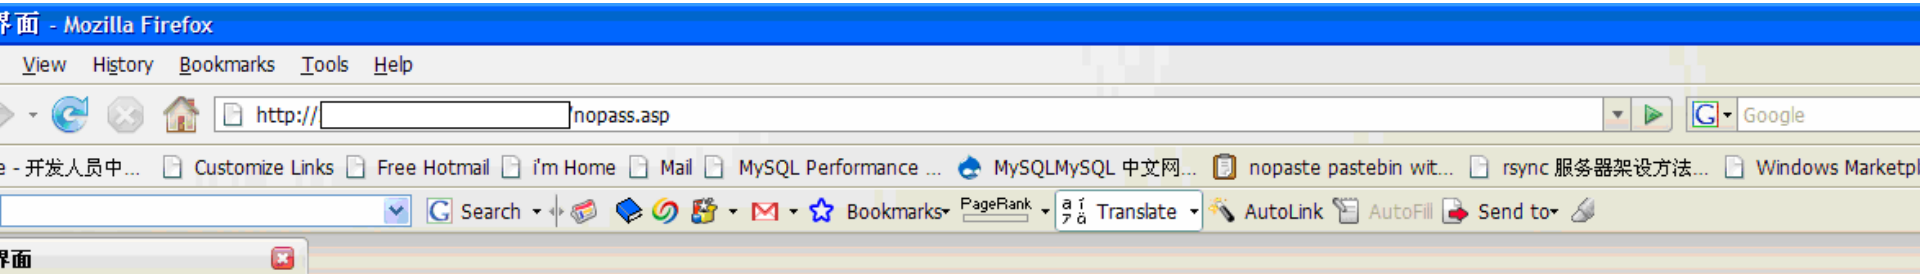 界面 - Mozilla Firefox
View History Bookmarks Tools Help
http:// /nopass.asp G Google
e - 开发人员中... Customize Links Free Hotmail i'm Home Mail MySQL Performance ... MySQLMySQL 中文网... nopaste pastebin wit... rsync 服务器架设方法... Windows Marketpl
G Search Bookmarks PageRank Translate AutoLink AutoFill Send to
界面